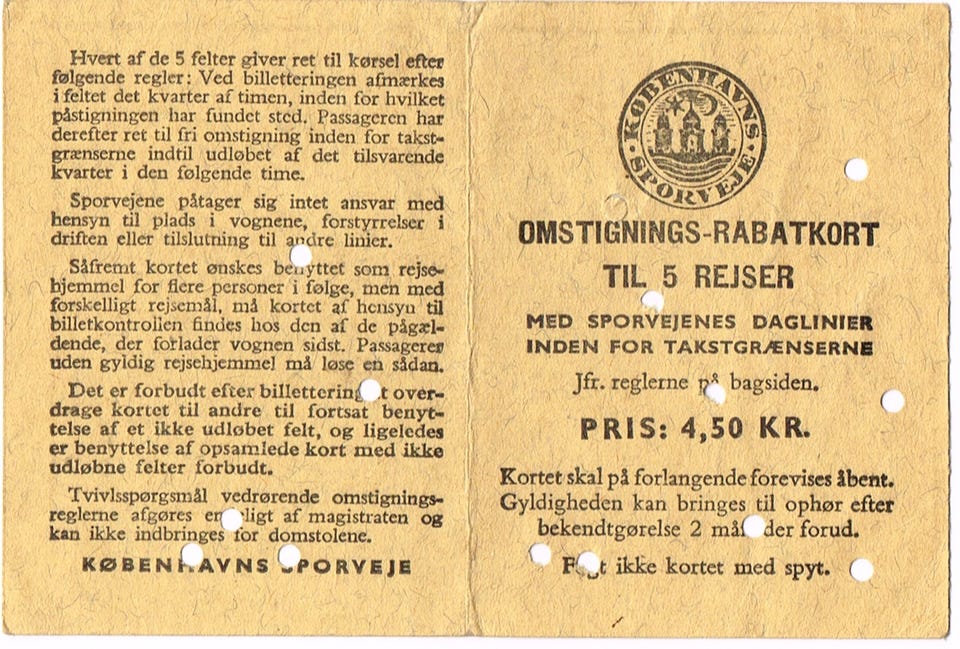 Hvert af de 5 felter giver ret til kørsel efter
følgende regler: Ved billetteringen afmærkes
i feltet det kvarter af timen, inden for hvilket
påstigningen har fundet sted. Passageren har
derefter ret til fri omstigning inden for takst-
grænserne indtil udløbet af det tilsvarende
kvarter i den følgende time.
Sporvejene påtager sig intet ansvar med
hensyn til plads i vognene, forstyrrelser i
driften eller tilslutning til andre linier.
Såfremt kortet ønskes benyttet som rejse-
hjemmel for flere personer i følge, men med
forskelligt rejsemål, må kortet af hensyn til
billetkontrollen findes hos den af de pågæl-
dende, der forlader vognen sidst. Passagerer
uden gyldig rejsehjemmel må løse en sådan.
Det er forbudt efter billetteringen at over-
drage kortet til andre til fortsat benyt-
telse af et ikke udløbet felt, og ligeledes
er benyttelse af opsamlede kort med ikke
udløbne felter forbudt.
Tvivlsspørgsmål vedrørende omstignings-
reglerne afgøres endeligt af magistraten og
kan ikke indbringes for domstolene.
KØBENHAVNS SPORVEJE
KØBENHAVNS
SPORVEJE
OMSTIGNINGS-RABATKORT
TIL 5 REJSER
MED SPORVEJENES DAGLINIER
INDEN FOR TAKSTGRÆNSERNE
Jfr. reglerne på bagsiden.
PRIS: 4,50 KR.
Kortet skal på forlangende forevises åbent.
Gyldigheden kan bringes til ophør efter
bekendtgørelse 2 måneder forud.
Fugt ikke kortet med spyt.